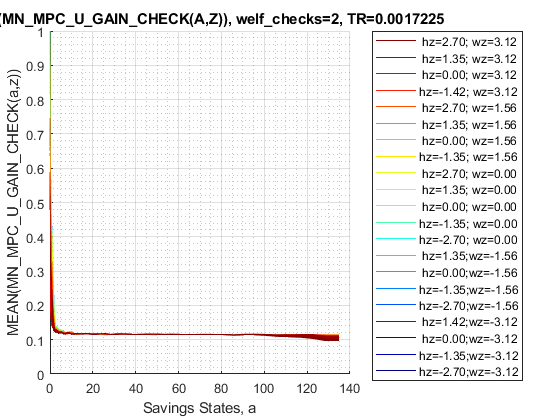 (MN_MPC_U_GAIN_CHECK(A,Z)), welf_checks=2, TR=0.0017225
MEAN(MN_MPC_U_GAIN_CHECK(a,z))
1
0.9
0.8
0.7
0.6
0.5
0.4
0.3
0.2
0.1
0
0 20 40 60 80 100 120 140
Savings States, a
hz=2.70; wz=3.12
hz=1.35; wz=3.12
hz=0.00; wz=3.12
hz=-1.42; wz=3.12
hz=2.70; wz=1.56
hz=1.35; wz=1.56
hz=0.00; wz=1.56
hz=-1.35; wz=1.56
hz=2.70; wz=0.00
hz=1.35; wz=0.00
hz=0.00; wz=0.00
hz=-1.35; wz=0.00
hz=-2.70; wz=0.00
hz=1.35;wz=-1.56
hz=0.00;wz=-1.56
hz=-1.35;wz=-1.56
hz=-2.70;wz=-1.56
hz=1.42;wz=-3.12
hz=0.00;wz=-3.12
hz=-1.35;wz=-3.12
hz=-2.70;wz=-3.12